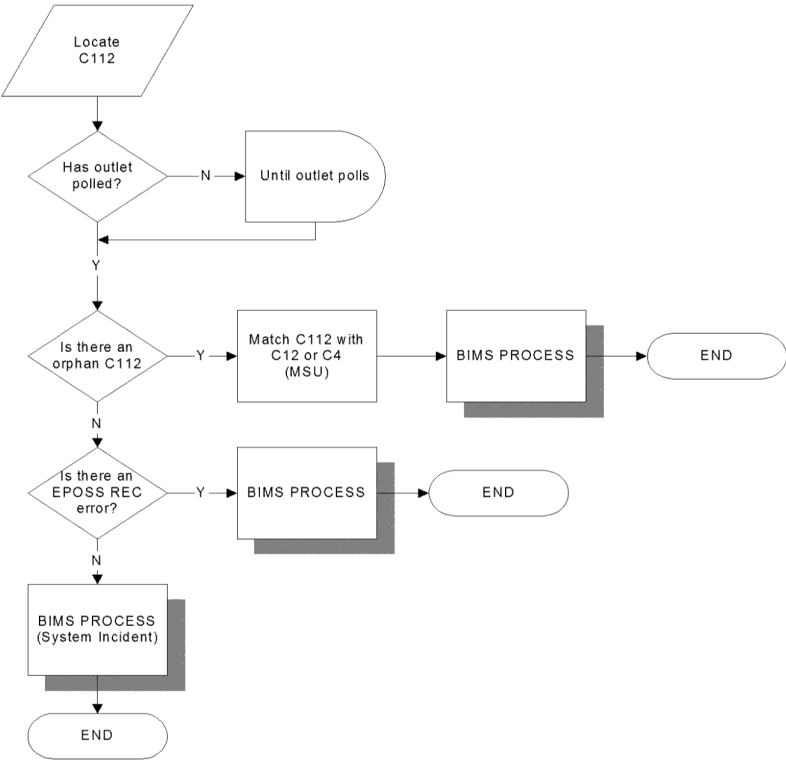 Locate
C112
Has outlet
polled?
N
Until outlet polls
Y
Is there an
orphan C112
Y
Match C112 with
C12 or C4
(MSU)
BIMS PROCESS
END
N
Is there an
EPOSS REC
error?
Y
BIMS PROCESS
END
N
BIMS PROCESS
(System Incident)
END